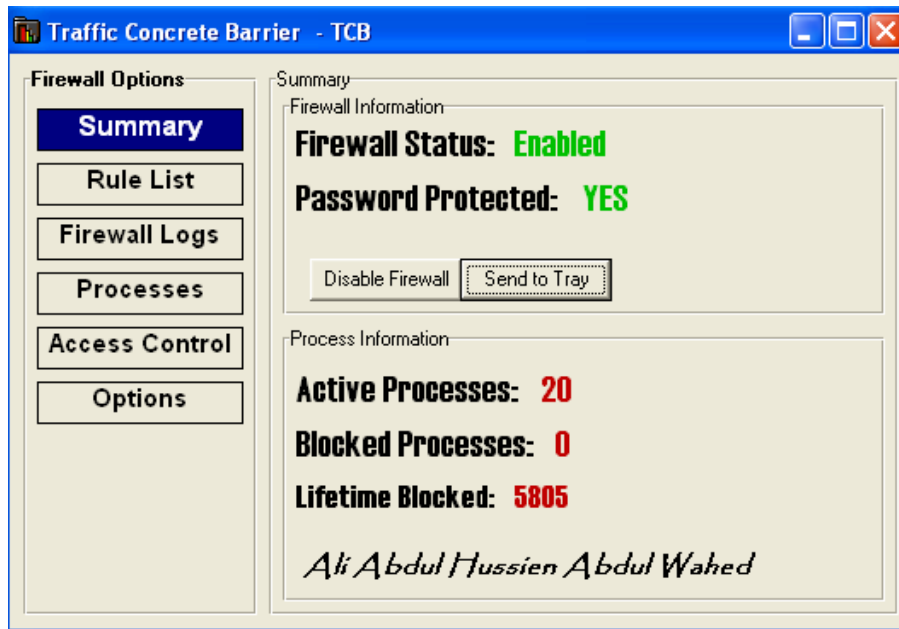 Traffic Concrete Barrier - TCB
Firewall Options
Summary
Rule List
Firewall Logs
Processes
Access Control
Options
Summary
Firewall Information
Firewall Status: Enabled
Password Protected: YES
Disable Firewall
Send to Tray
Process Information
Active Processes: 20
Blocked Processes: 0
Lifetime Blocked: 5805
Ali Abdul Hussien Abdul Wahed